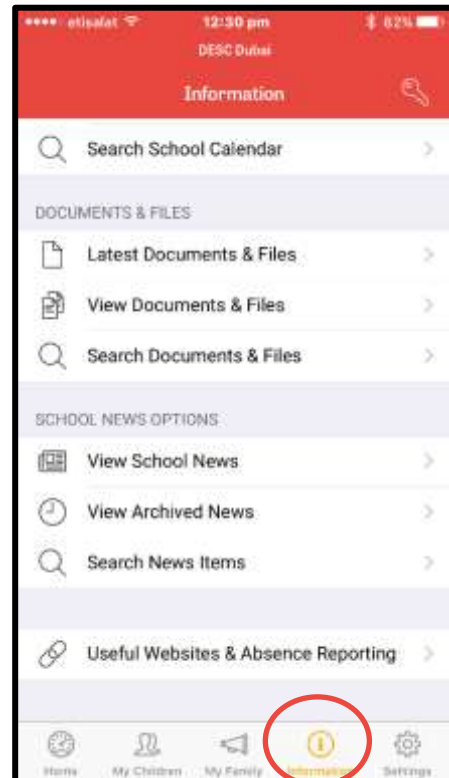 etisalat 12:30 pm 82%
DESC Dubai
Information
Search School Calendar
DOCUMENTS & FILES
Latest Documents & Files
View Documents & Files
Search Documents & Files
SCHOOL NEWS OPTIONS
View School News
View Archived News
Search News Items
Useful Websites & Absence Reporting
Home My Children My Family Information Settings